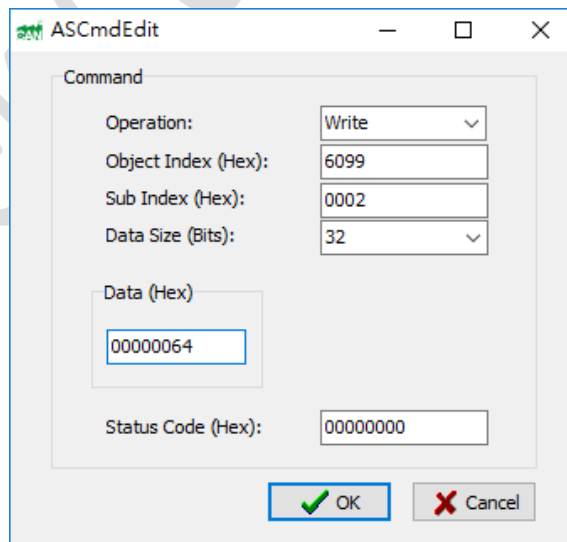 ASCmdEdit
Command
Operation: Write
Object Index (Hex): 6099
Sub Index (Hex): 0002
Data Size (Bits): 32
Data (Hex)
00000064
Status Code (Hex): 00000000
OK Cancel